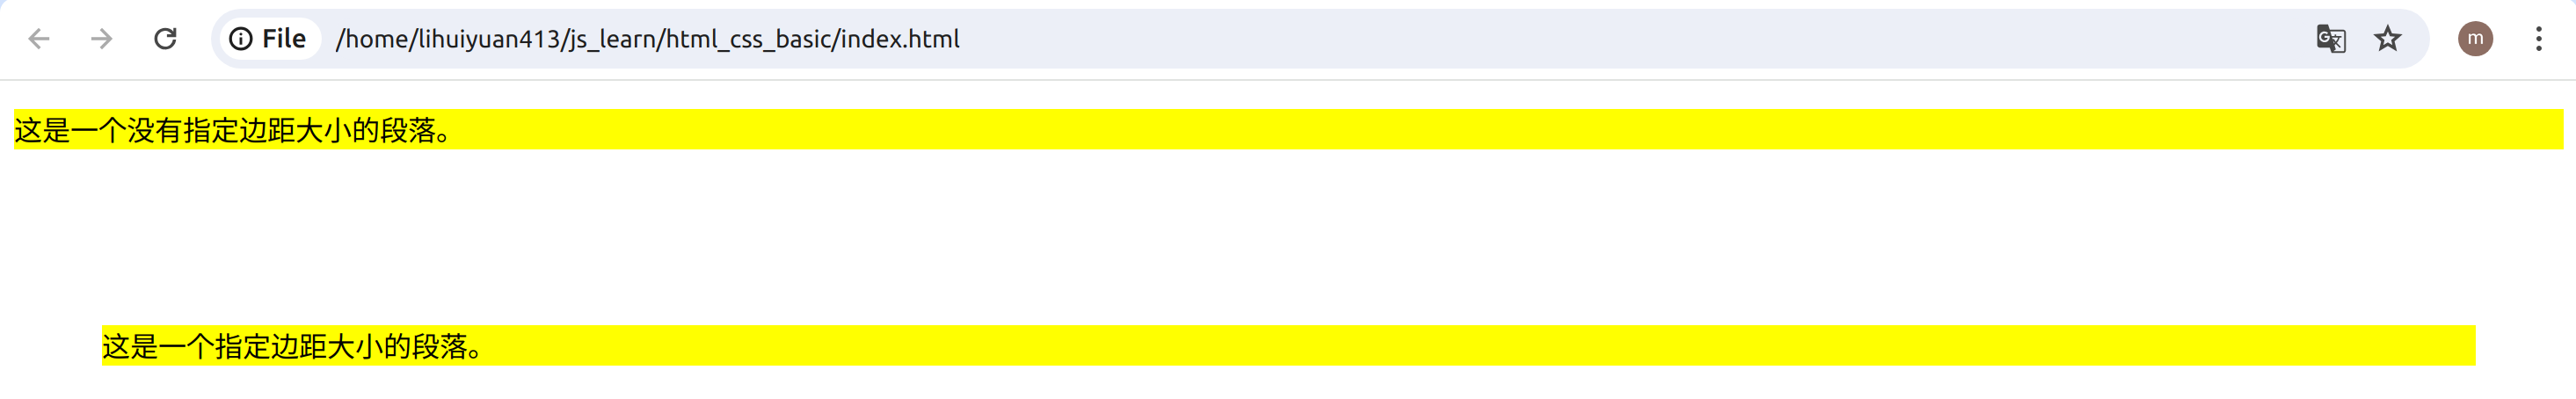 File /home/lihuiyuan413/js_learn/html_css_basic/index.html m
这是一个没有指定边距大小的段落。
这是一个指定边距大小的段落。